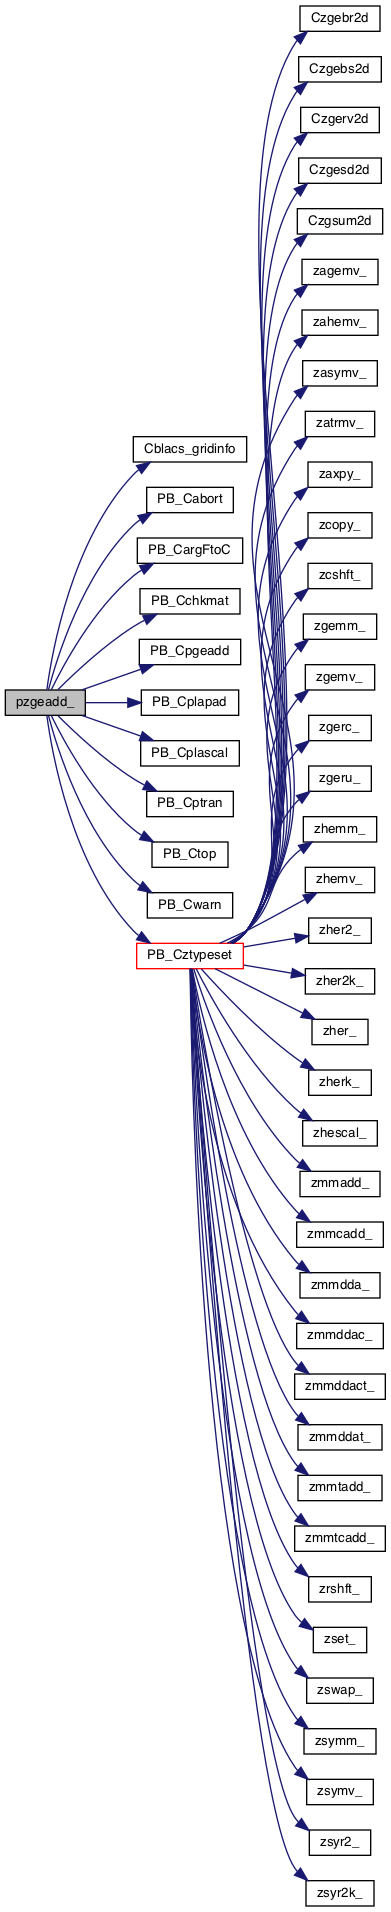 pzgeadd_
Cblacs_gridinfo
PB_Cabort
PB_CargFtoC
PB_Cchkmat
PB_Cpgeadd
PB_Cplapad
PB_Cplascal
PB_Cptran
PB_Ctop
PB_Cwarn
PB_Cztypeset
Czgebr2d
Czgebs2d
Czgerv2d
Czgesd2d
Czgsum2d
zagemv_
zahemv_
zasymv_
zatrmv_
zaxpy_
zcopy_
zcshft_
zgemm_
zgemv_
zgerc_
zgeru_
zhemm_
zhemv_
zher2_
zher2k_
zher_
zherk_
zhescal_
zmmadd_
zmmcadd_
zmmdda_
zmmddac_
zmmddact_
zmmddat_
zmmtadd_
zmmtcadd_
zrshft_
zset_
zswap_
zsymm_
zsymv_
zsyr2_
zsyr2k_